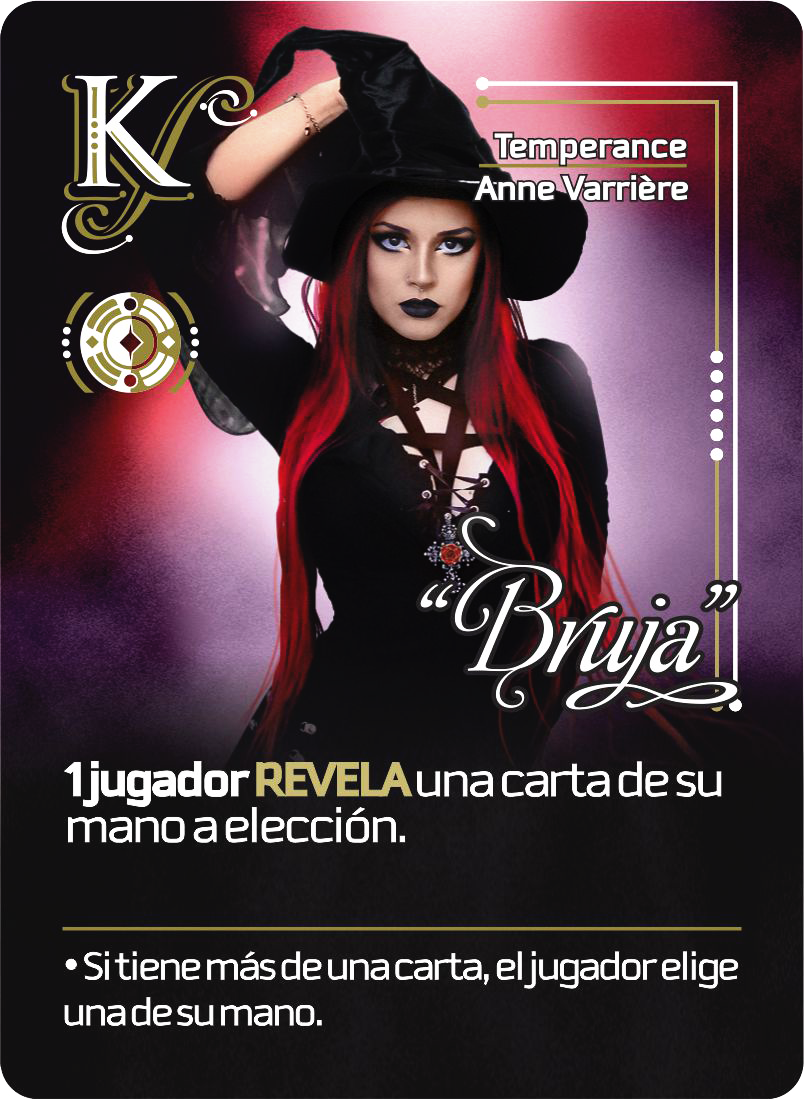 K
Temperance
Anne Varrière
“Bruja”
1 jugador REVELA una carta de su
mano a elección.
• Si tiene más de una carta, el jugador elige
una de su mano.